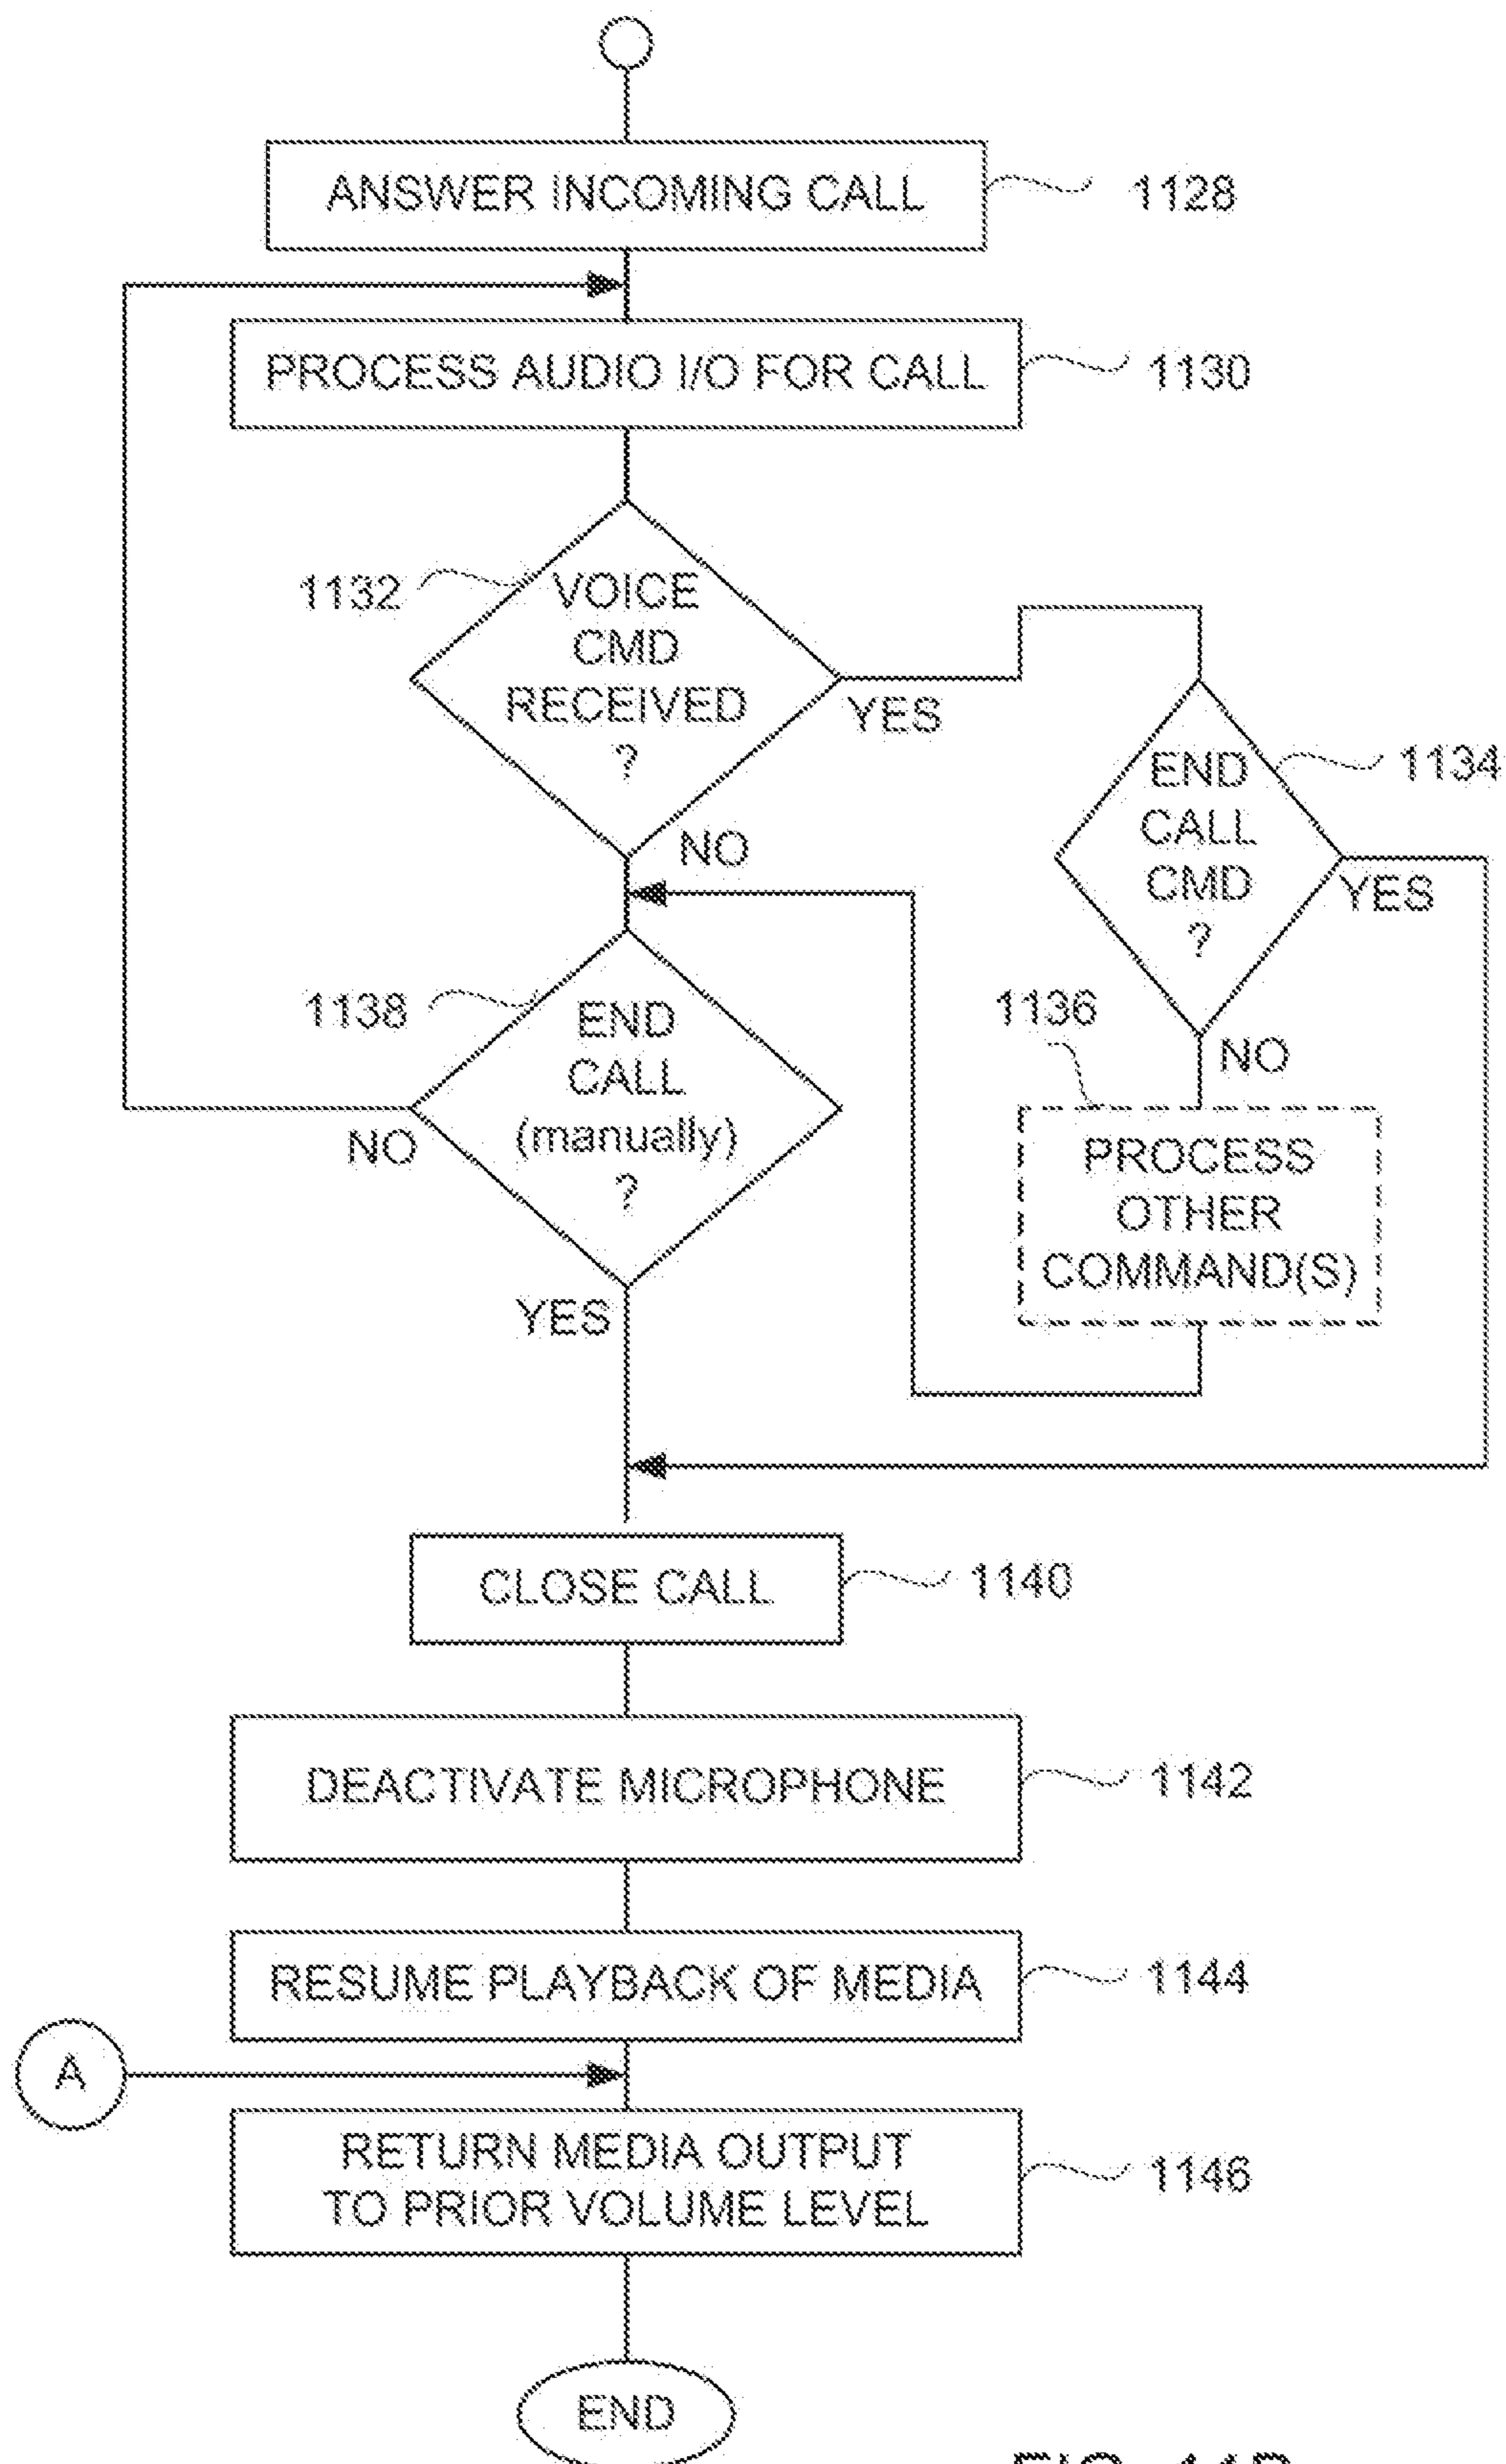 ANSWER INCOMING CALL
1128
PROCESS AUDIO I/O FOR CALL
1130
1132
VOICE
CMD
RECEIVED
?
YES
NO
END
CALL
CMD
?
1134
YES
NO
1136
PROCESS
OTHER
COMMAND(S)
1138
END
CALL
(manually)
?
NO
YES
CLOSE CALL
1140
DEACTIVATE MICROPHONE
1142
RESUME PLAYBACK OF MEDIA
1144
A
RETURN MEDIA OUTPUT
TO PRIOR VOLUME LEVEL
1146
END